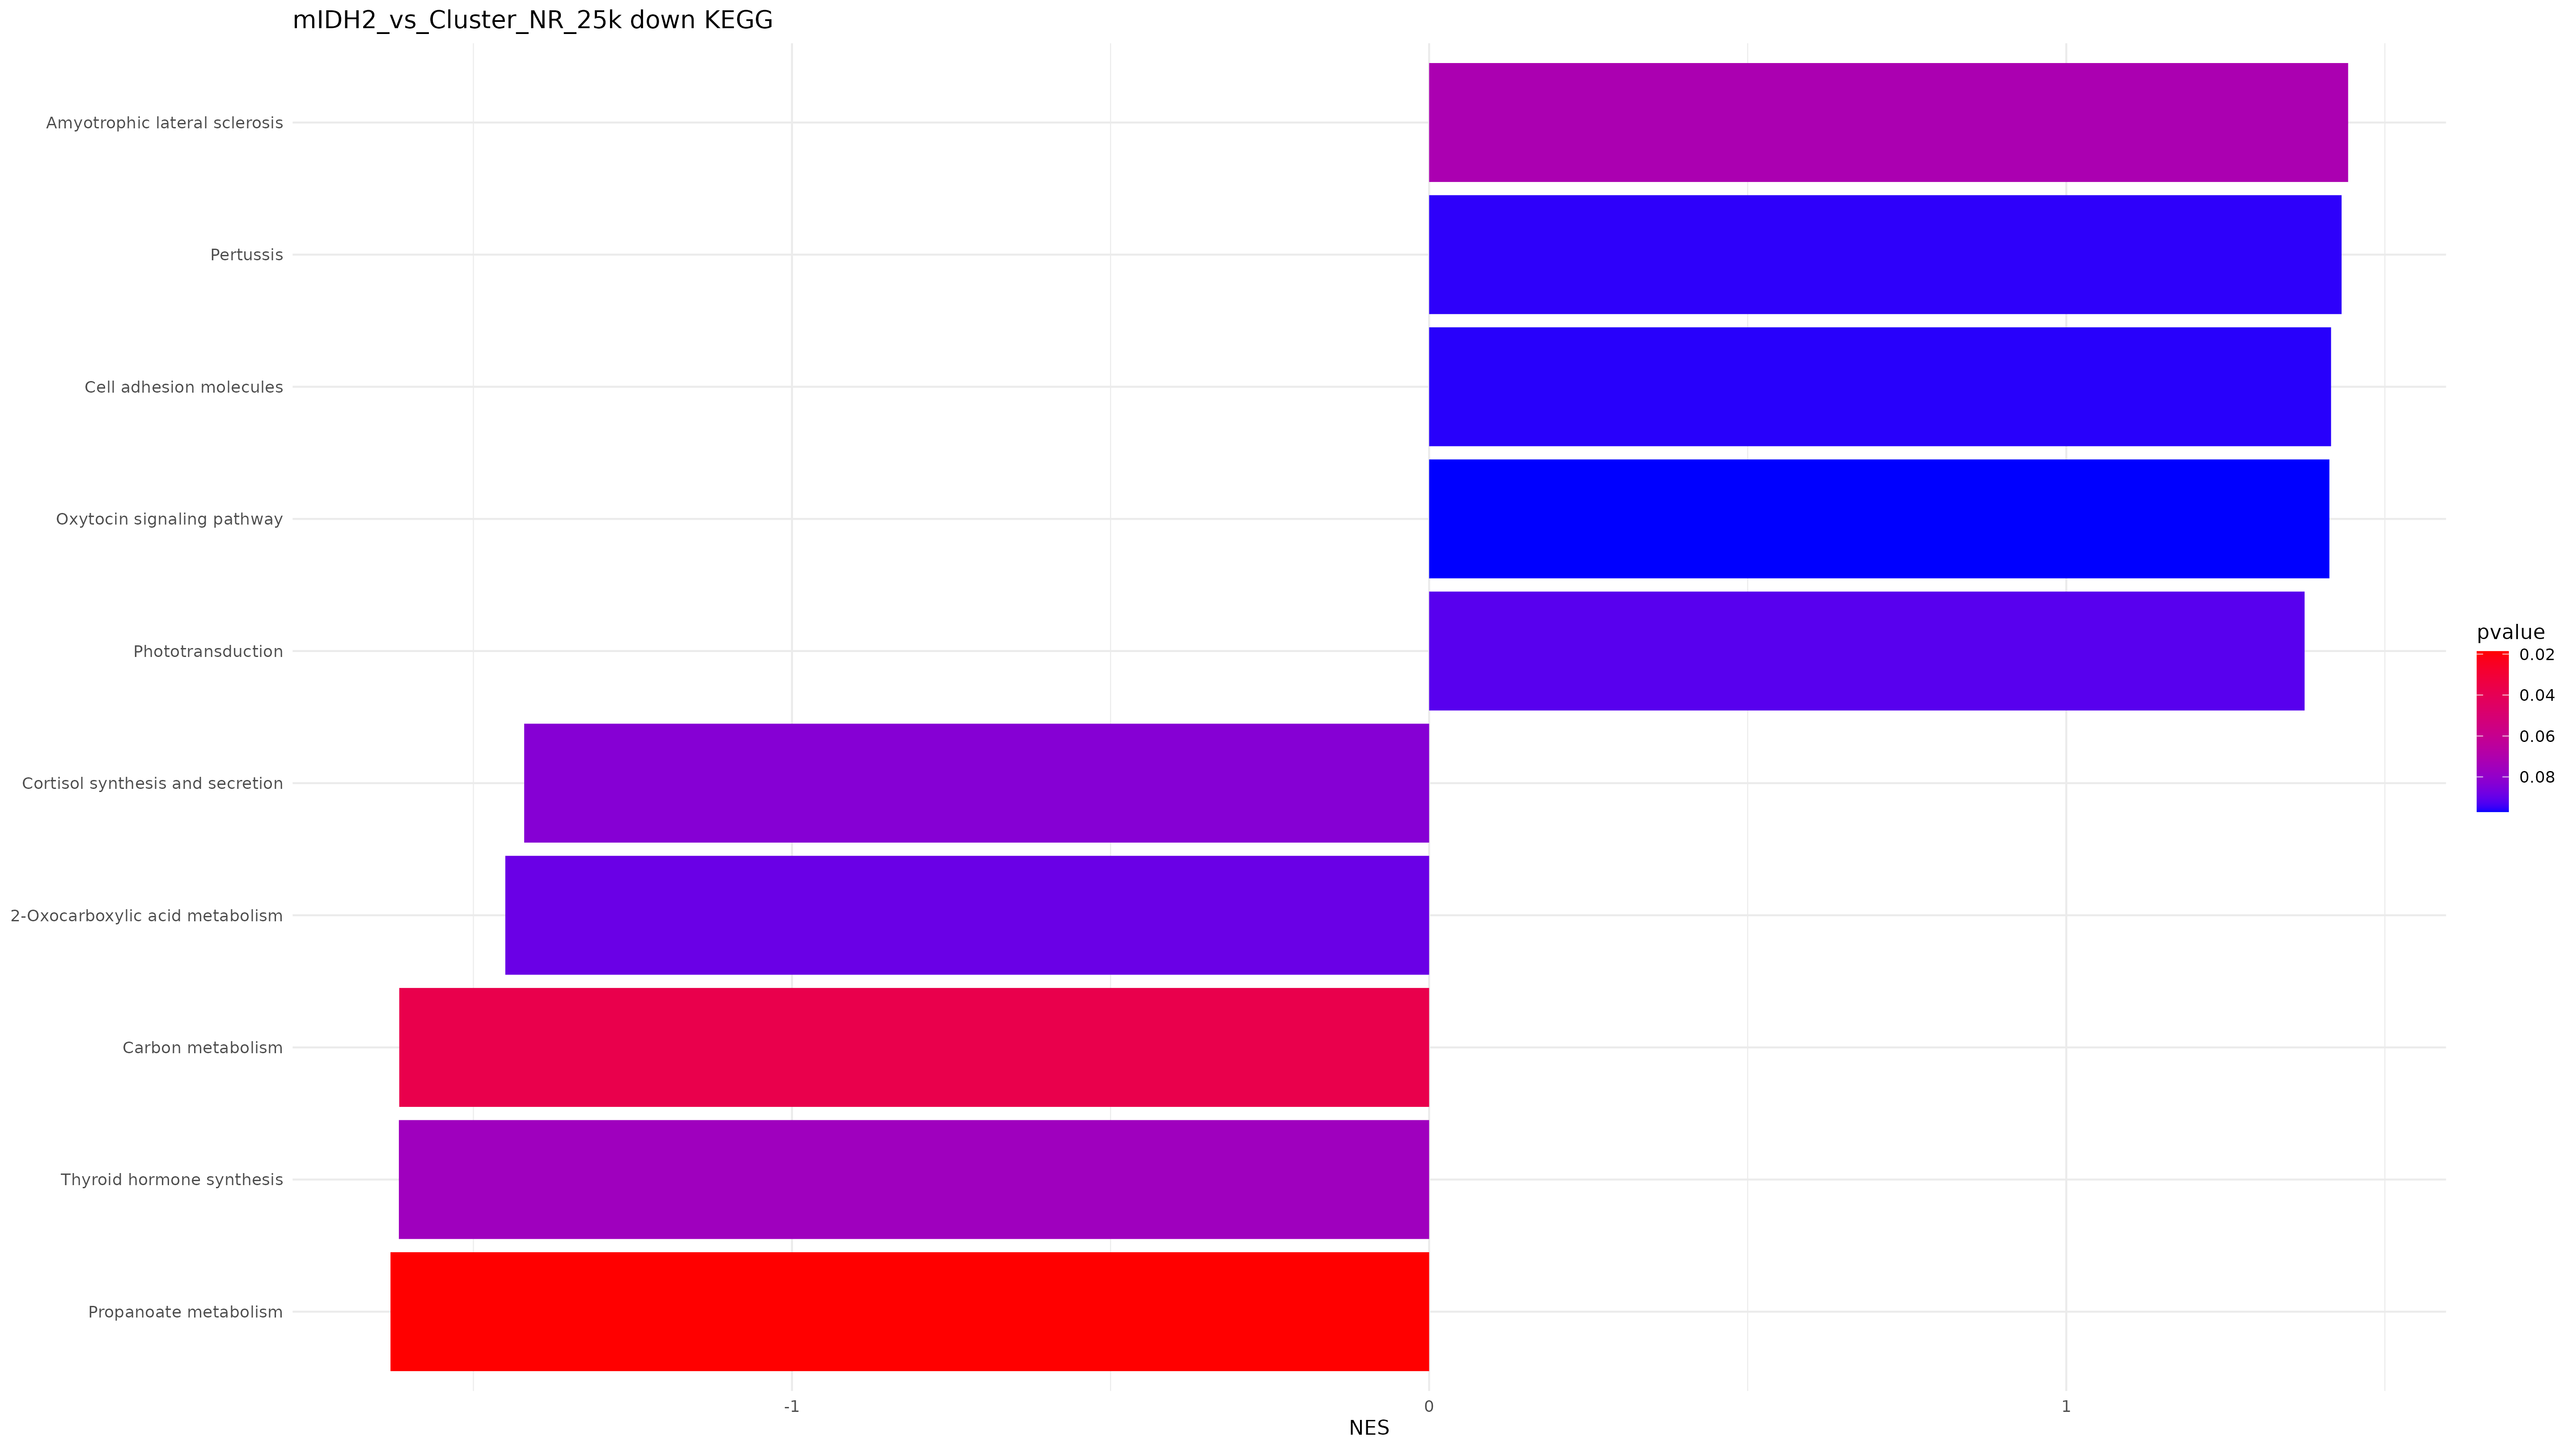 mIDH2_vs_Cluster_NR_25k down KEGG
Amyotrophic lateral sclerosis
Pertussis
Cell adhesion molecules
Oxytocin signaling pathway
Phototransduction
Cortisol synthesis and secretion
2-Oxocarboxylic acid metabolism
Carbon metabolism
Thyroid hormone synthesis
Propanoate metabolism
-1
0
1
NES
pvalue
0.02
0.04
0.06
0.08